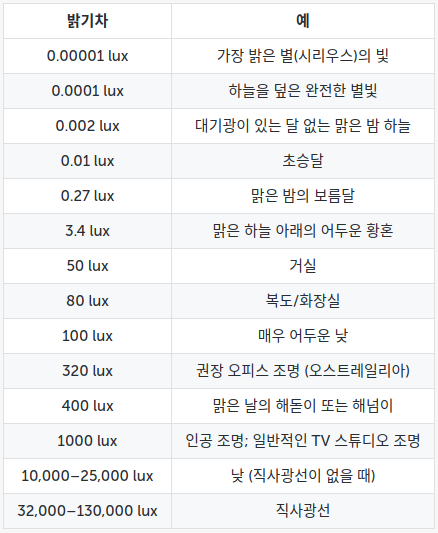 밝기차 예
0.00001 lux 가장 밝은 별(시리우스)의 빛
0.0001 lux 하늘을 덮은 완전한 별빛
0.002 lux 대기광이 있는 달 없는 맑은 밤 하늘
0.01 lux 초승달
0.27 lux 맑은 밤의 보름달
3.4 lux 맑은 하늘 아래의 어두운 황혼
50 lux 거실
80 lux 복도/화장실
100 lux 매우 어두운 낮
320 lux 권장 오피스 조명 (오스트레일리아)
400 lux 맑은 날의 해돋이 또는 해넘이
1000 lux 인공 조명; 일반적인 TV 스튜디오 조명
10,000–25,000 lux 낮 (직사광선이 없을 때)
32,000–130,000 lux 직사광선